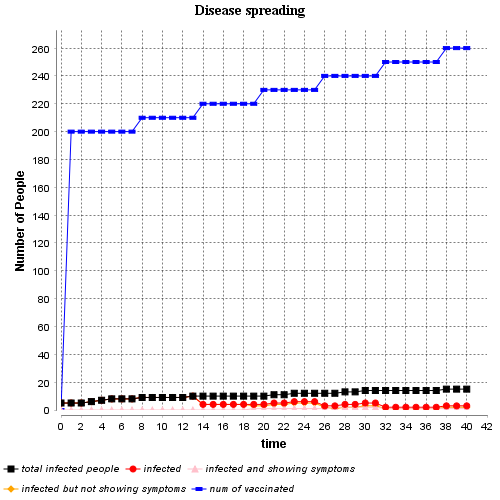 Disease spreading
Number of People
260
240
220
200
180
160
140
120
100
80
60
40
20
0
0 2 4 6 8 10 12 14 16 18 20 22 24 26 28 30 32 34 36 38 40 42
time
total infected people infected infected and showing symptoms
infected but not showing symptoms num of vaccinated